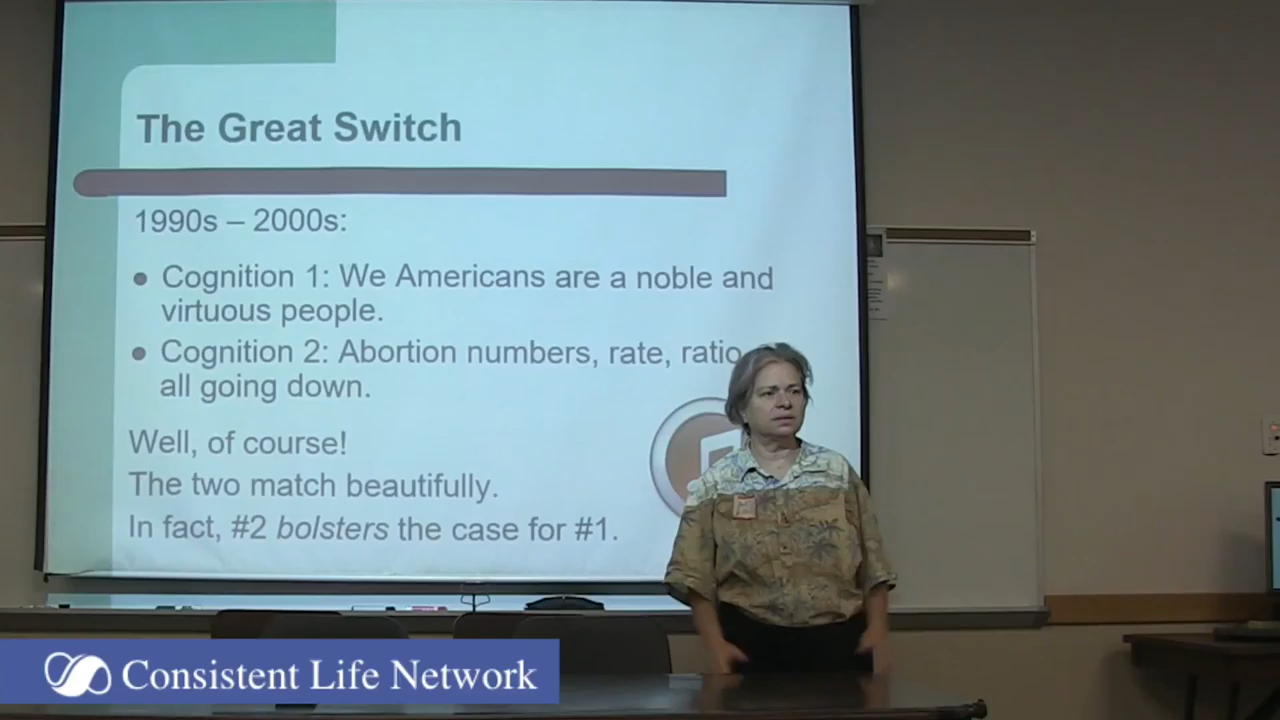 The Great Switch
1990s – 2000s:
• Cognition 1: We Americans are a noble and
virtuous people.
• Cognition 2: Abortion numbers, rate, ratio
all going down.
Well, of course!
The two match beautifully.
In fact, #2 bolsters the case for #1.
Consistent Life Network